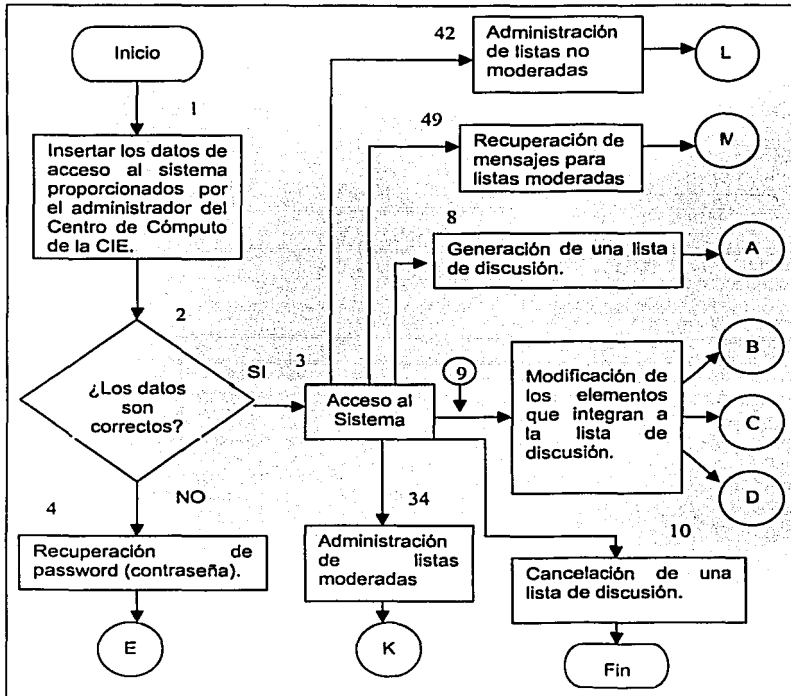 Inicio
1
Insertar los datos de
acceso al sistema
proporcionados por
el administrador del
Centro de Cómputo
de la CIE.
2
¿Los datos
son
correctos?
SI
NO
4
Recuperación de
password (contraseña).
E
3
Acceso al
Sistema
42
Administración
de listas no
moderadas
L
49
Recuperación de
mensajes para
listas moderadas
M
8
Generación de una lista
de discusión.
A
9
Modificación de
los elementos
que integran a
la lista de
discusión.
B
C
D
34
Administración
de listas
moderadas
K
10
Cancelación de una
lista de discusión.
Fin